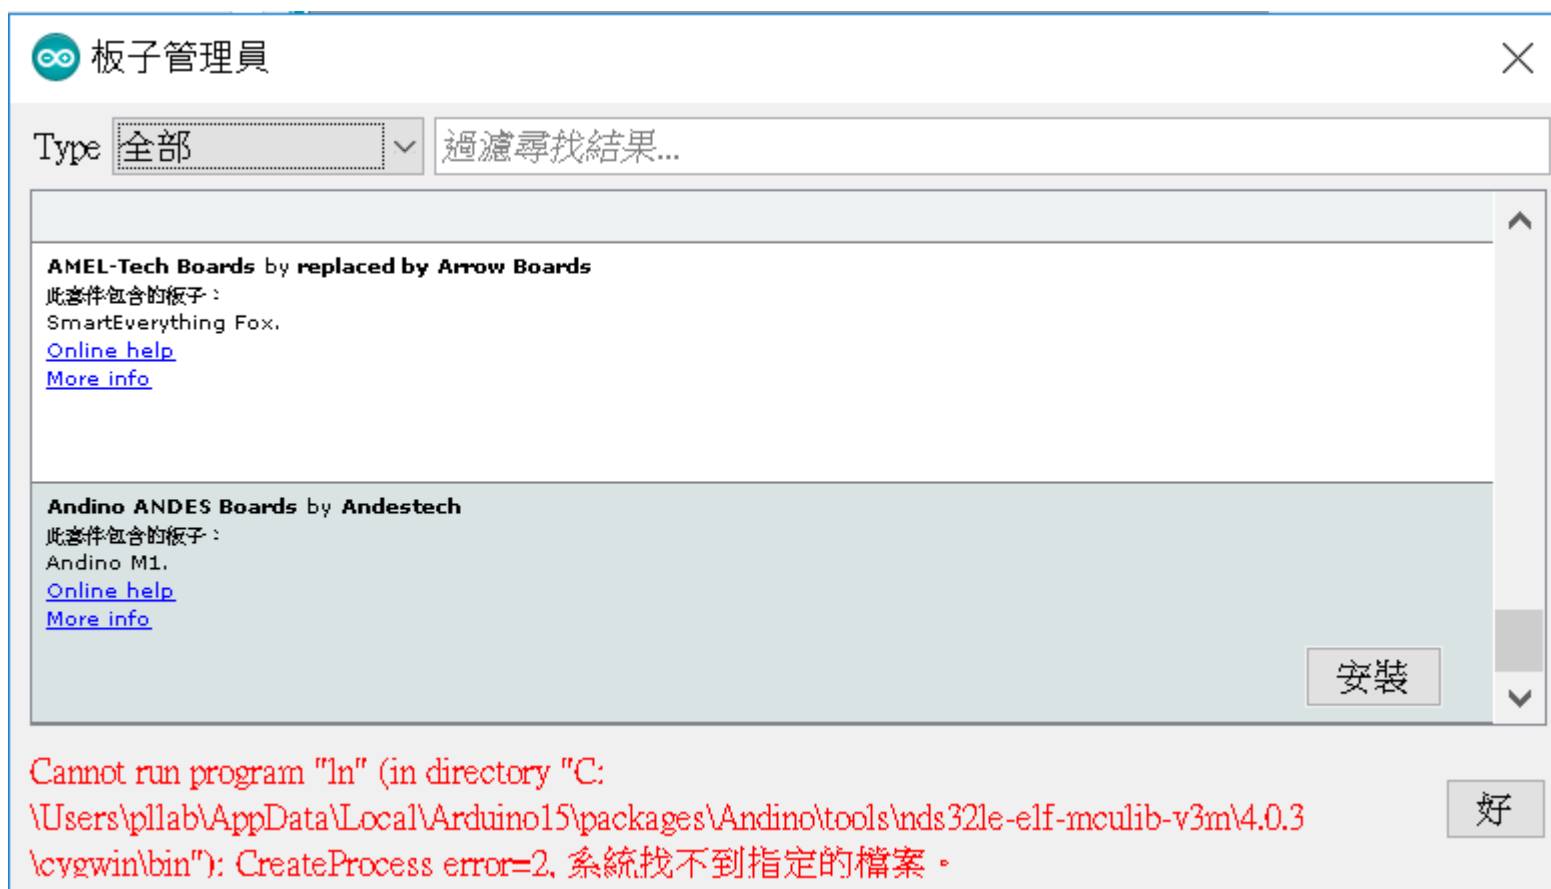 板子管理員
Type 全部 過濾尋找結果...
AMEL-Tech Boards by replaced by Arrow Boards
此套件包含的板子：
SmartEverything Fox.
Online help
More info
Andino ANDES Boards by Andestech
此套件包含的板子：
Andino M1.
Online help
More info
安裝
Cannot run program "ln" (in directory "C:
\Users\pllab\AppData\Local\Arduino15\packages\Andino\tools\nds32le-elf-mculib-v3m\4.0.3
\cygwin\bin"): CreateProcess error=2, 系統找不到指定的檔案。
好